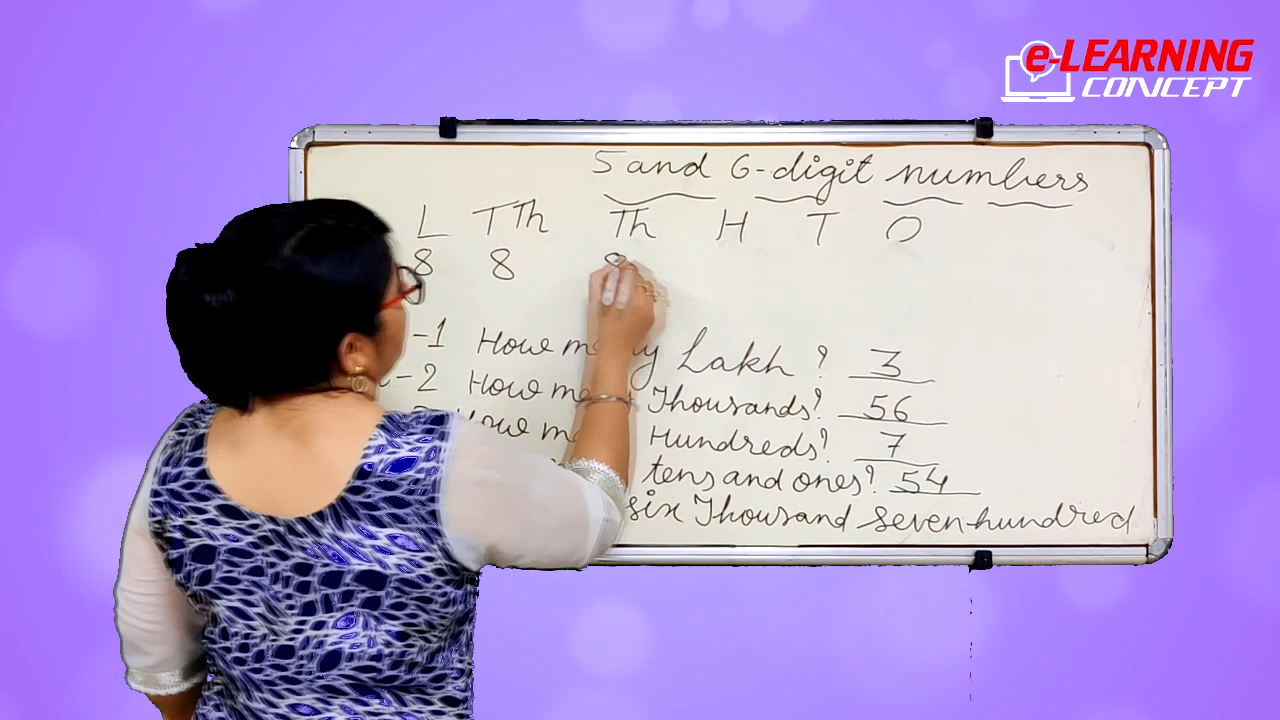 e-LEARNING
CONCEPT
5 and 6-digit numbers
L TTh Th H T O
8 8
-1 How many Lakh ? 3
-2 How many Thousands? 56
How Hundreds? 7
tens and ones? 54
six Thousand seven hundred